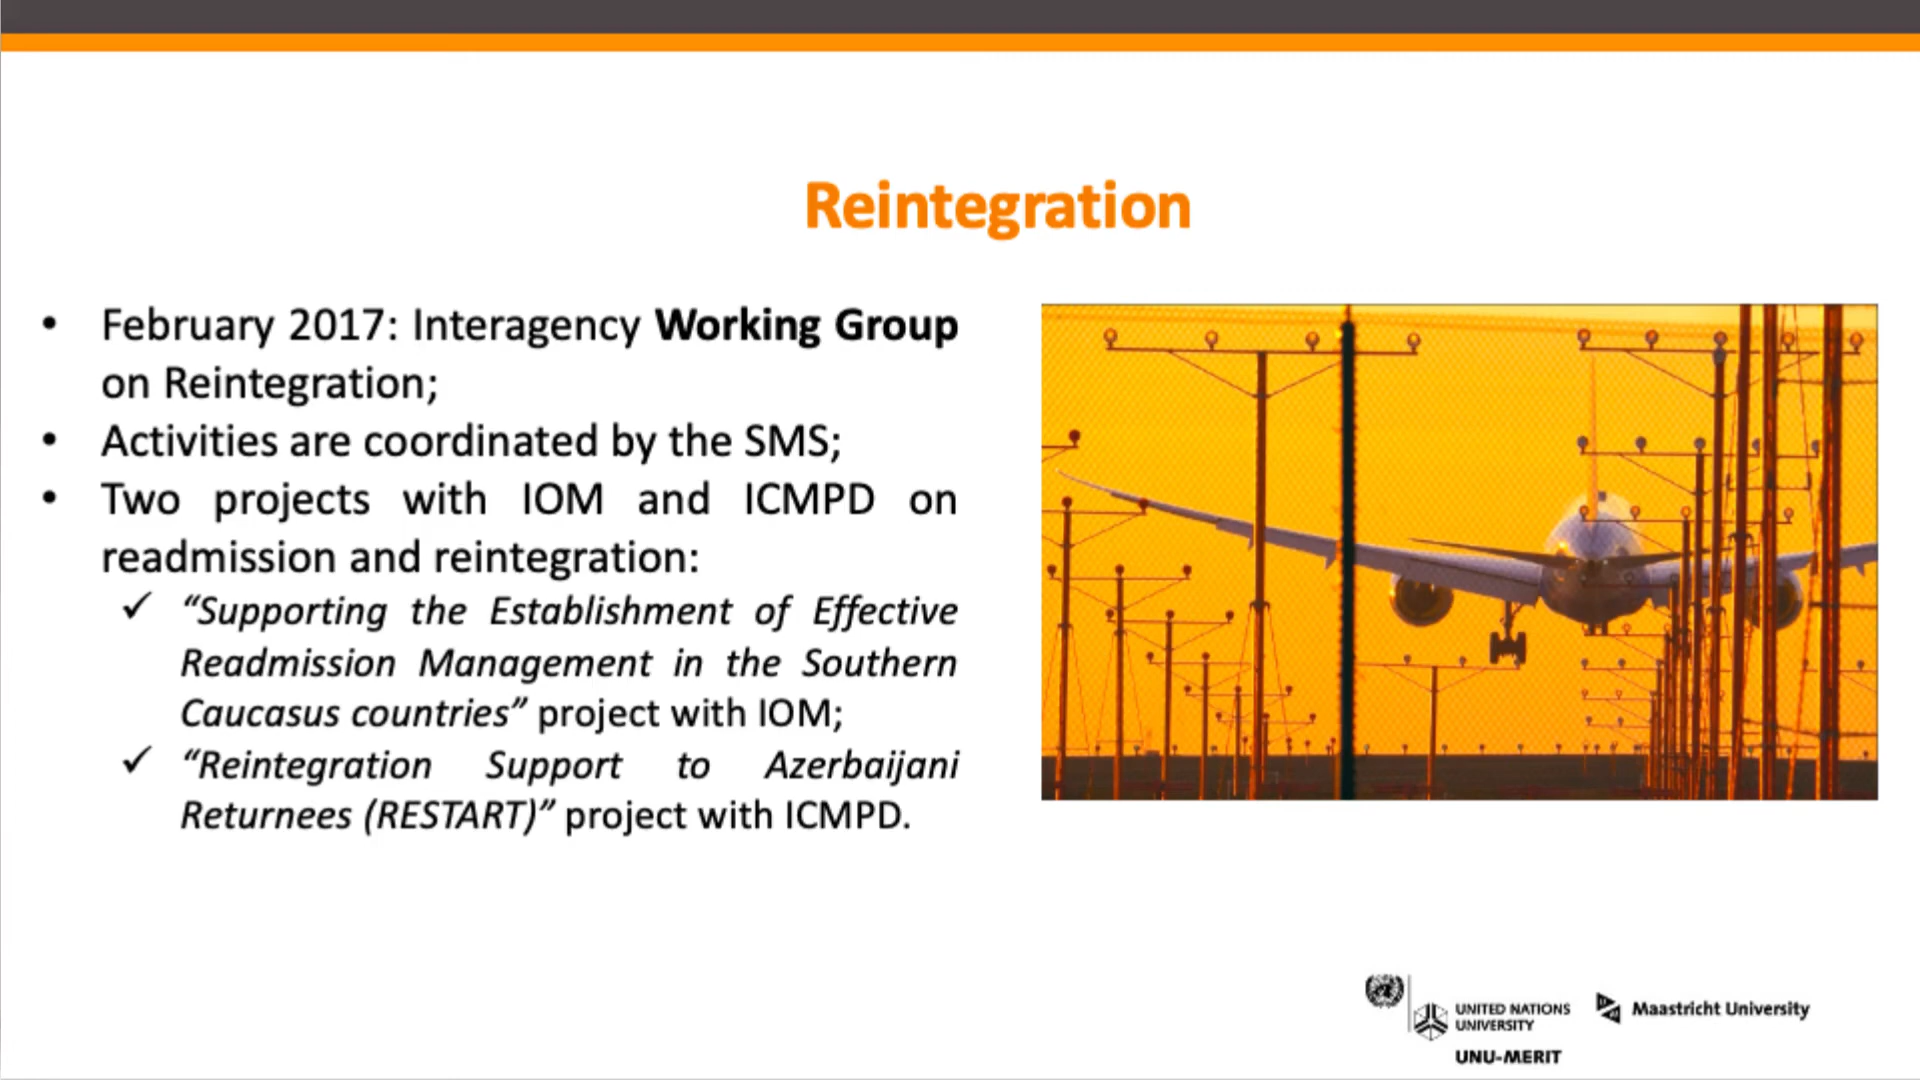 Reintegration
• February 2017: Interagency Working Group
on Reintegration;
• Activities are coordinated by the SMS;
• Two projects with IOM and ICMPD on
readmission and reintegration:
✓ “Supporting the Establishment of Effective
Readmission Management in the Southern
Caucasus countries” project with IOM;
✓ “Reintegration Support to Azerbaijani
Returnees (RESTART)” project with ICMPD.
UNITED NATIONS
UNIVERSITY
UNU-MERIT
Maastricht University